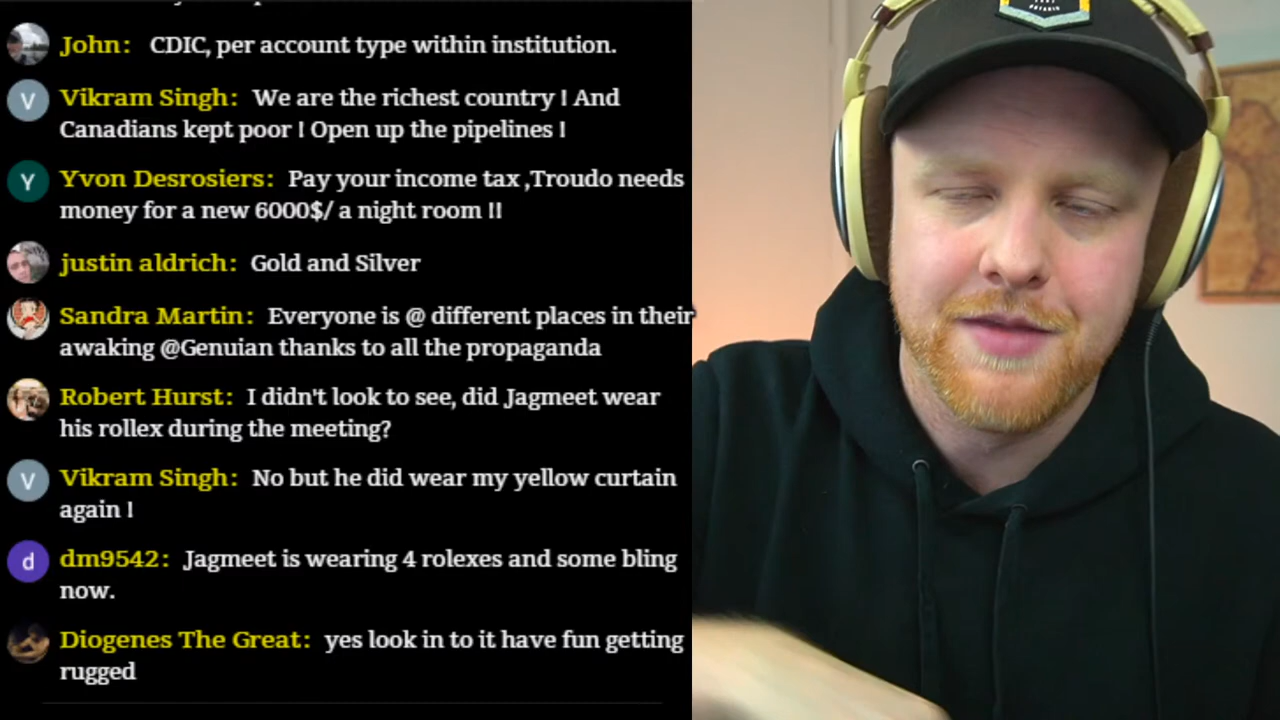 John: CDIC, per account type within institution.
Vikram Singh: We are the richest country ! And
Canadians kept poor ! Open up the pipelines !
Yvon Desrosiers: Pay your income tax ,Troudo needs
money for a new 6000$/ a night room !!
justin aldrich: Gold and Silver
Sandra Martin: Everyone is @ different places in their
awaking @Genuian thanks to all the propaganda
Robert Hurst: I didn't look to see, did Jagmeet wear
his rollex during the meeting?
Vikram Singh: No but he did wear my yellow curtain
again !
dm9542: Jagmeet is wearing 4 rolexes and some bling
now.
Diogenes The Great: yes look in to it have fun getting
rugged